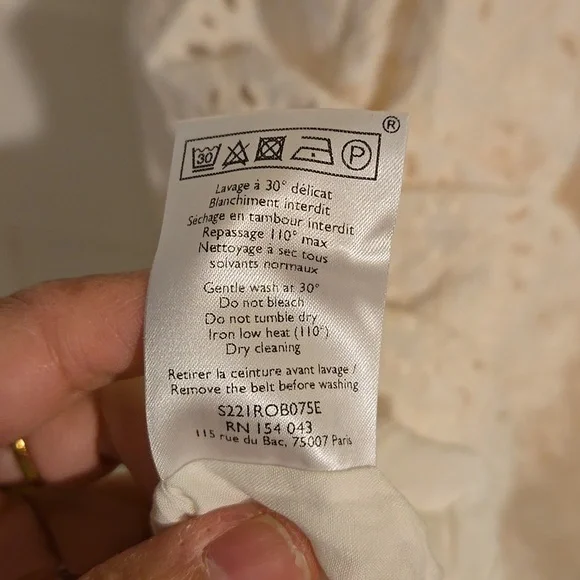 ®
30 P
Lavage à 30° délicat
Blanchiment interdit
Séchage en tambour interdit
Repassage 110° max
Nettoyage à sec tous
solvants normaux
Gentle wash at 30°
Do not bleach
Do not tumble dry
Iron low heat (110°)
Dry cleaning
Retirer la ceinture avant lavage /
Remove the belt before washing
S221ROB075E
RN 154 043
115 rue du Bac, 75007 Paris